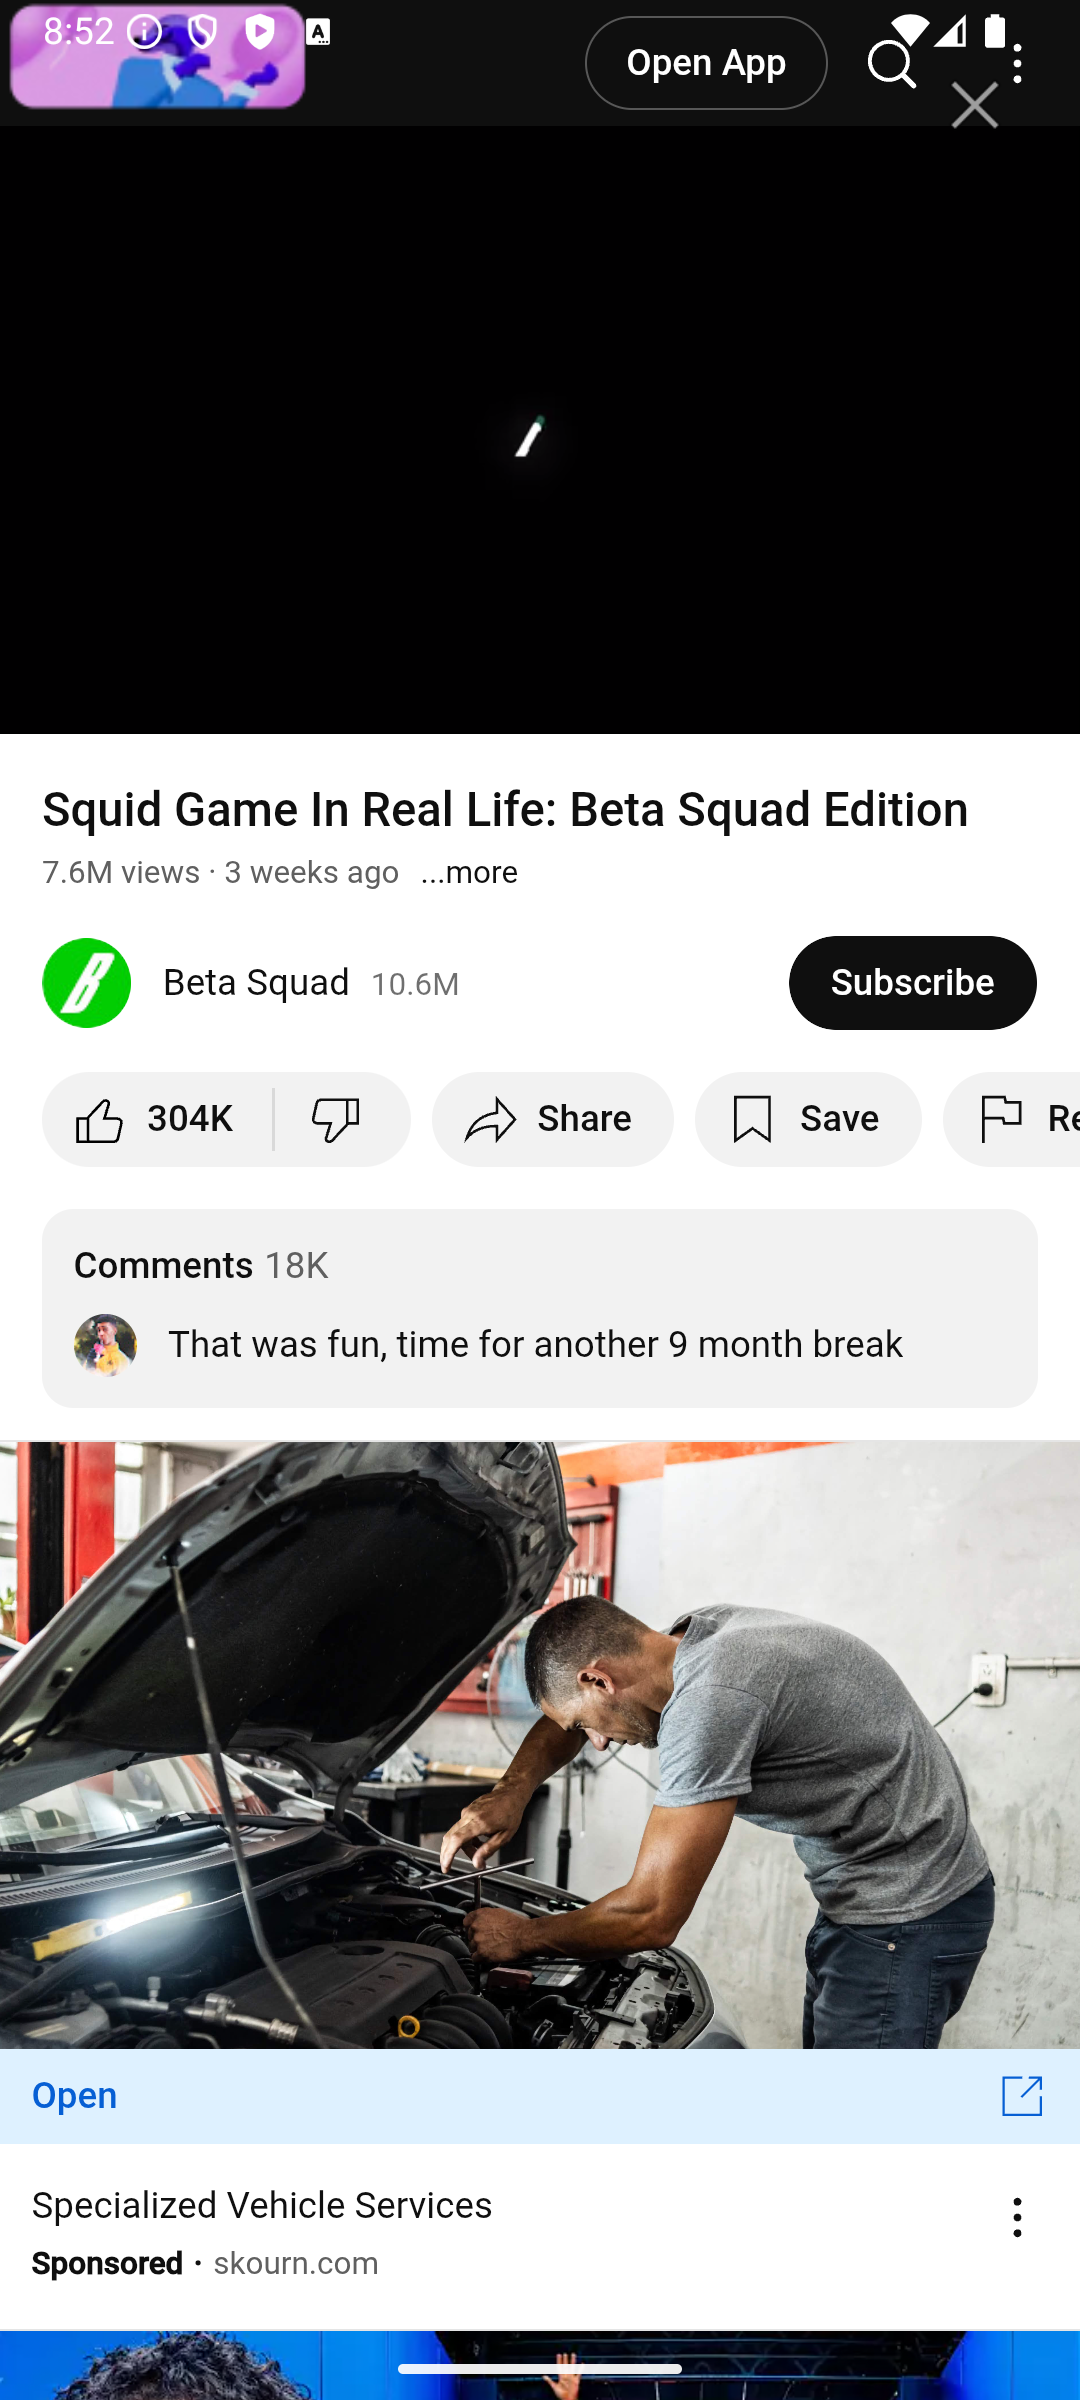 8:52
Open App
Squid Game In Real Life: Beta Squad Edition
7.6M views · 3 weeks ago ...more
Beta Squad 10.6M
Subscribe
304K
Share
Save
Re
Comments 18K
That was fun, time for another 9 month break
Open
Specialized Vehicle Services
Sponsored · skourn.com